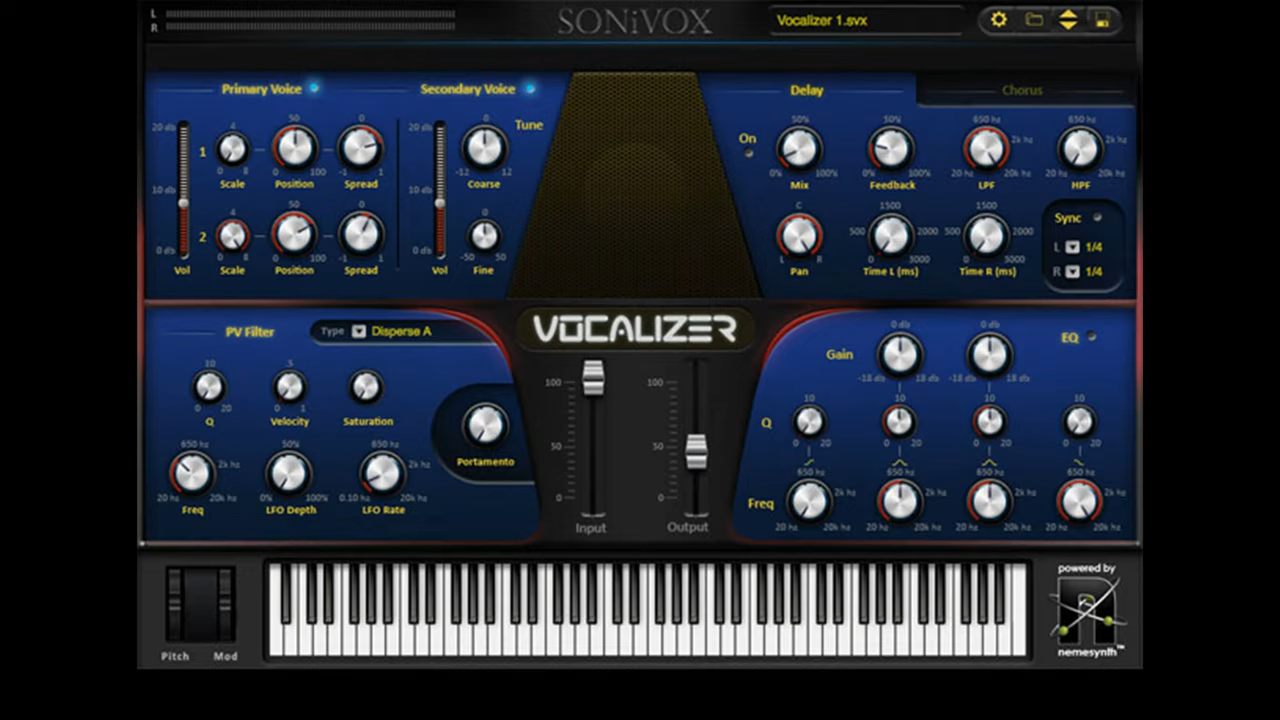 L
R
SONiVOX
Vocalizer 1.svx
Primary Voice
Secondary Voice
Delay
Chorus
20 db
10 db
0 db
Vol
1
4
0 8
Scale
50
0 100
Position
0
-1 1
Spread
2
4
0 8
Scale
50
0 100
Position
0
-1 1
Spread
20 db
10 db
0 db
Vol
Tune
0
-12 12
Coarse
0
-50 50
Fine
On
50%
0% 100%
Mix
50%
0% 100%
Feedback
650 hz
2k hz
20 hz 20k hz
LPF
650 hz
2k hz
20 hz 20k hz
HPF
C
L R
Pan
1500
500 2000
0 3000
Time L (ms)
1500
500 2000
0 3000
Time R (ms)
Sync
L 1/4
R 1/4
PV Filter
Type Disperse A
10
0 20
Q
.5
0 1
Velocity
Saturation
650 hz
2k hz
20 hz 20k hz
Freq
50%
0% 100%
LFO Depth
650 hz
2k hz
0.10 hz 20k hz
LFO Rate
Portamento
VOCALIZER
100
50
0
Input
100
50
0
Output
EQ
Gain
0 db
-18 db 18 db
0 db
-18 db 18 db
Q
10
0 20
10
0 20
10
0 20
10
0 20
Freq
650 hz
2k hz
20 hz 20k hz
650 hz
2k hz
20 hz 20k hz
650 hz
2k hz
20 hz 20k hz
650 hz
2k hz
20 hz 20k hz
Pitch
Mod
powered by
nemesynth™